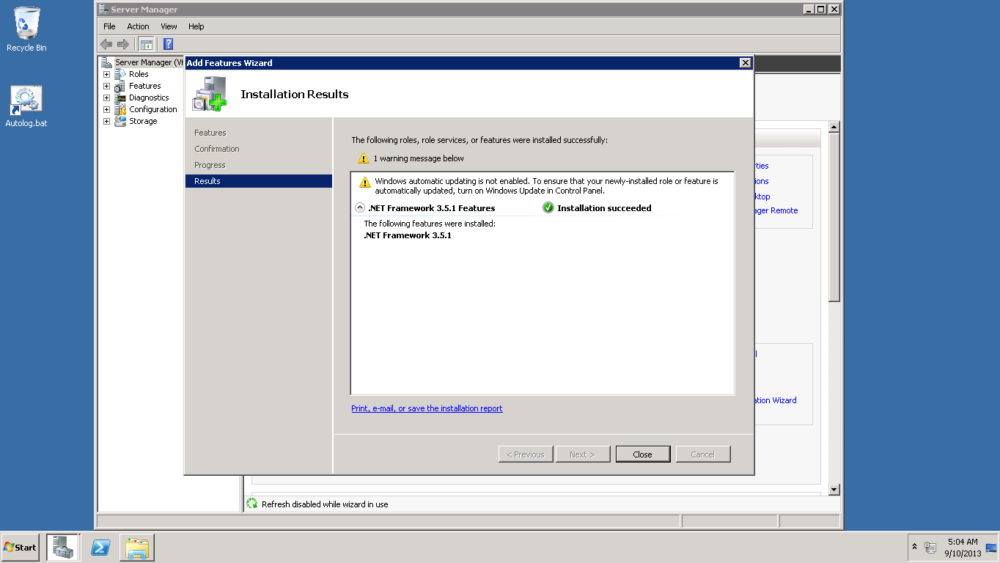 Recycle Bin
Autolog.bat
Server Manager
File Action View Help
Server Manager (V
Roles
Features
Diagnostics
Configuration
Storage
Add Features Wizard
Installation Results
Features
Confirmation
Progress
Results
The following roles, role services, or features were installed successfully:
1 warning message below
Windows automatic updating is not enabled. To ensure that your newly-installed role or feature is
automatically updated, turn on Windows Update in Control Panel.
.NET Framework 3.5.1 Features Installation succeeded
The following features were installed:
.NET Framework 3.5.1
Print, e-mail, or save the installation report
< Previous Next > Close Cancel
rties
ions
ktop
ager Remote
ation Wizard
Refresh disabled while wizard in use
Start
5:04 AM
9/10/2013